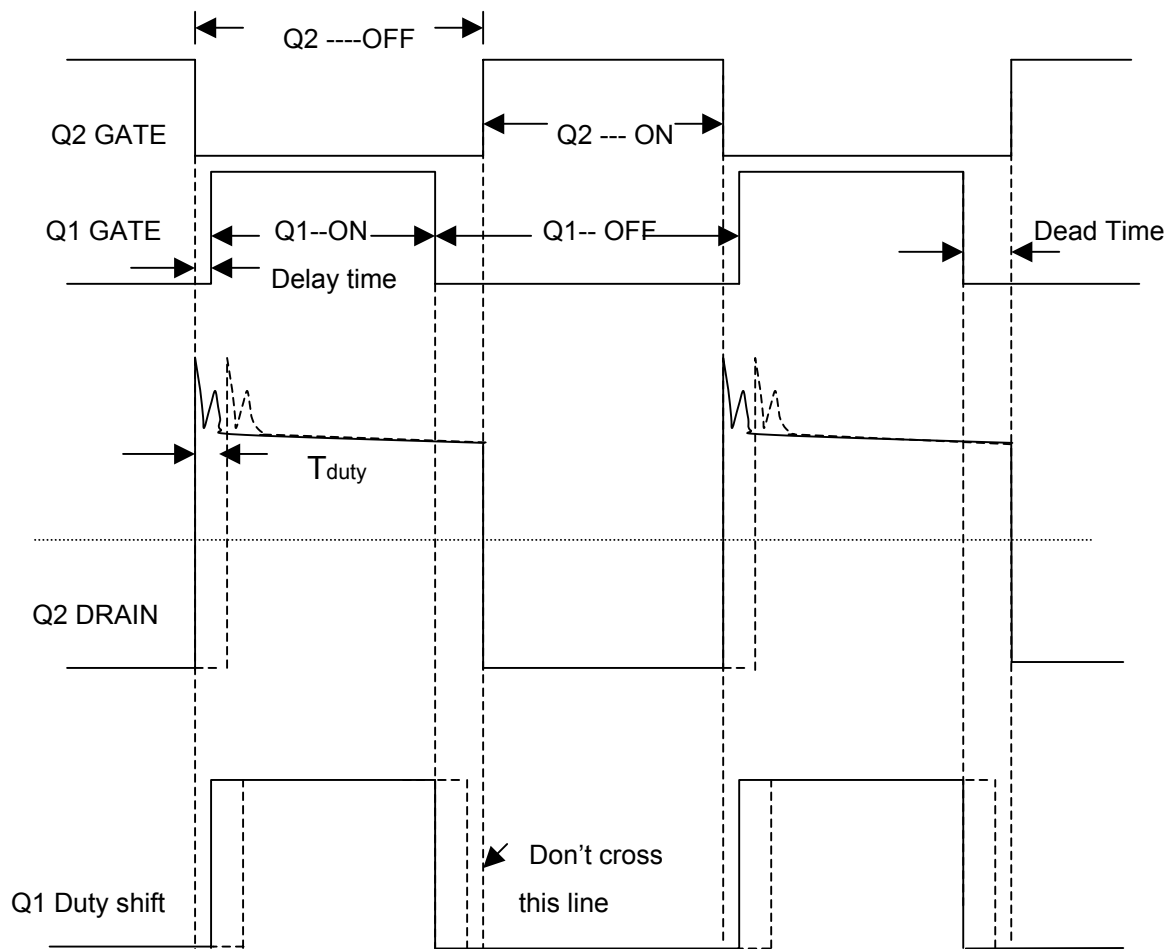 Q2 ----OFF
Q2 GATE
Q2 --- ON
Q1 GATE
Q1--ON
Q1-- OFF
Dead Time
Delay time
Tduty
Q2 DRAIN
Don’t cross
this line
Q1 Duty shift